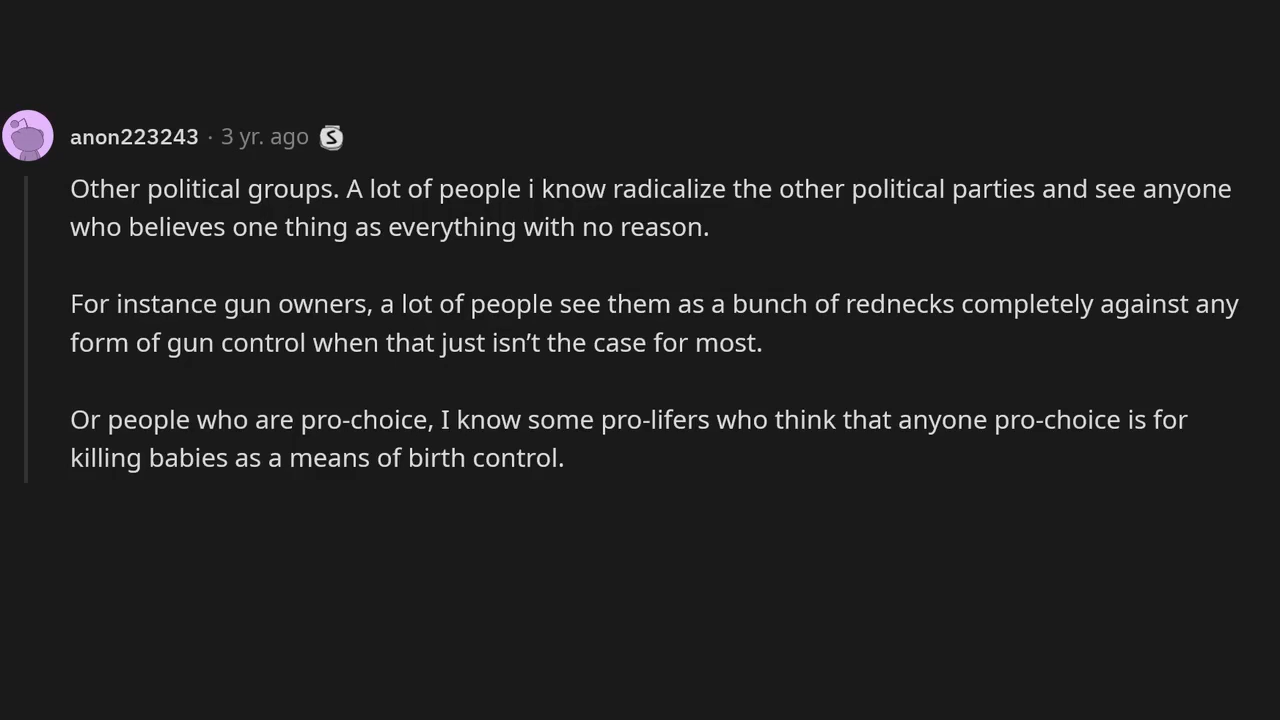 anon223243 · 3 yr. ago
Other political groups. A lot of people i know radicalize the other political parties and see anyone
who believes one thing as everything with no reason.
For instance gun owners, a lot of people see them as a bunch of rednecks completely against any
form of gun control when that just isn’t the case for most.
Or people who are pro-choice, I know some pro-lifers who think that anyone pro-choice is for
killing babies as a means of birth control.